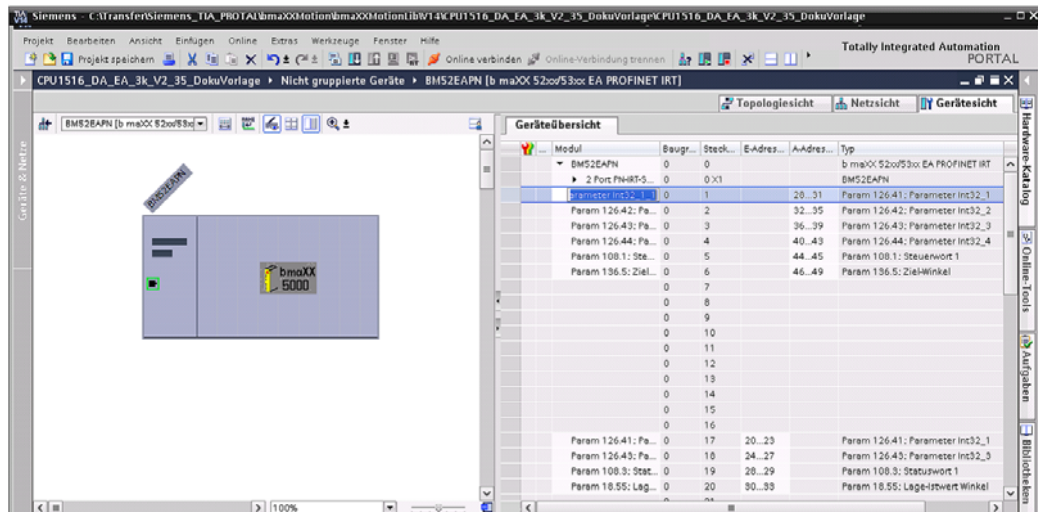 Siemens - C:\Transfer\Siemens_TIA_PROTAL\bmaXXMotion\bmaXXMotionLib\V14\CPU1516_DA_EA_3k_V2_35_DokuVorlage\CPU1516_DA_EA_3k_V2_35_DokuVorlage
Projekt Bearbeiten Ansicht Einfügen Online Extras Werkzeuge Fenster Hilfe
Totally Integrated Automation
PORTAL
Projekt speichern Online verbinden Online-Verbindung trennen
CPU1516_DA_EA_3k_V2_35_DokuVorlage Nicht gruppierte Geräte BM52EAPN [b maXX 52xx/53xx EA PROFINET IRT]
Topologiesicht Netzsicht Gerätesicht
BM52EAPN [b maXX 52xx/53x
Geräteübersicht
... Modul Baugr... Steck... E-Adres... A-Adres... Typ
BM52EAPN 0 0 b maXX 52xx/53xx EA PROFINET IRT
2 Port PN-IRT-S... 0 0 X1 BM52EAPN
arameter Int32_1_1 0 1 28...31 Param 126.41: Parameter Int32_1
Param 126.42: Pa... 0 2 32...35 Param 126.42: Parameter Int32_2
Param 126.43: Pa... 0 3 36...39 Param 126.43: Parameter Int32_3
Param 126.44: Pa... 0 4 40...43 Param 126.44: Parameter Int32_4
Param 108.1: Ste... 0 5 44...45 Param 108.1: Steuerwort 1
Param 136.5: Ziel... 0 6 46...49 Param 136.5: Ziel-Winkel
0 7
0 8
0 9
0 10
0 11
0 12
0 13
0 14
0 15
0 16
Param 126.41: Pa... 0 17 20...23 Param 126.41: Parameter Int32_1
Param 126.43: Pa... 0 18 24...27 Param 126.43: Parameter Int32_3
Param 108.3: Stat... 0 19 28...29 Param 108.3: Statuswort 1
Param 18.55: Lag... 0 20 30...33 Param 18.55: Lage-Istwert Winkel
BM52EAPN
bmaXX
5000
100%
Geräte & Netze
Hardware-Katalog
Online-Tools
Aufgaben
Bibliotheken